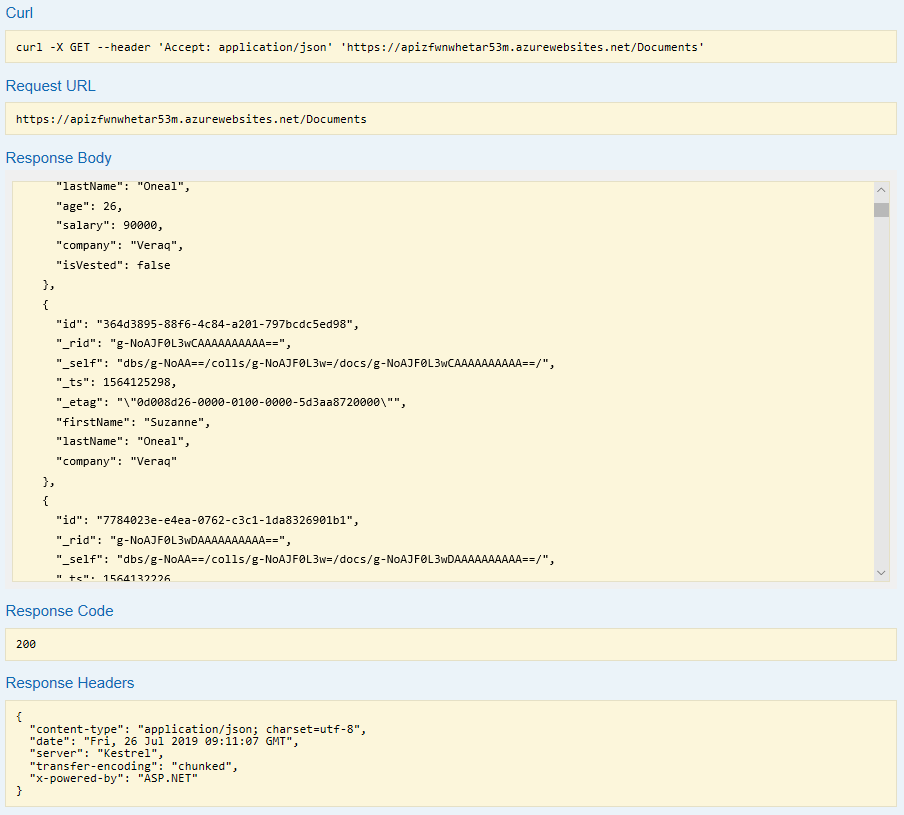 Curl
curl -X GET --header 'Accept: application/json' 'https://apizfwnwhetar53m.azurewebsites.net/Documents'
Request URL
https://apizfwnwhetar53m.azurewebsites.net/Documents
Response Body
"lastName": "Oneal",
"age": 26,
"salary": 90000,
"company": "Veraq",
"isVested": false
},
{
"id": "364d3895-88f6-4c84-a201-797bcdc5ed98",
"_rid": "g-NoAJF0L3wCAAAAAAAAAA==",
"_self": "dbs/g-NoAA==/colls/g-NoAJF0L3w=/docs/g-NoAJF0L3wCAAAAAAAAAA==/",
"_ts": 1564125298,
"_etag": "\"0d008d26-0000-0100-0000-5d3aa8720000\"",
"firstName": "Suzanne",
"lastName": "Oneal",
"company": "Veraq"
},
{
"id": "7784023e-e4ea-0762-c3c1-1da8326901b1",
"_rid": "g-NoAJF0L3wDAAAAAAAAAA==",
"_self": "dbs/g-NoAA==/colls/g-NoAJF0L3w=/docs/g-NoAJF0L3wDAAAAAAAAAA==/",
"_ts": 1564132226
Response Code
200
Response Headers
{
"content-type": "application/json; charset=utf-8",
"date": "Fri, 26 Jul 2019 09:11:07 GMT",
"server": "Kestrel",
"transfer-encoding": "chunked",
"x-powered-by": "ASP.NET"
}